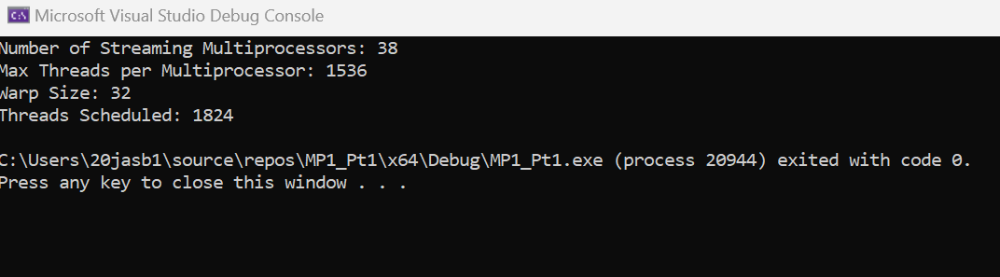 Microsoft Visual Studio Debug Console
Number of Streaming Multiprocessors: 38
Max Threads per Multiprocessor: 1536
Warp Size: 32
Threads Scheduled: 1824
C:\Users\20jasb1\source\repos\MP1_Pt1\x64\Debug\MP1_Pt1.exe (process 20944) exited with code 0.
Press any key to close this window . . .